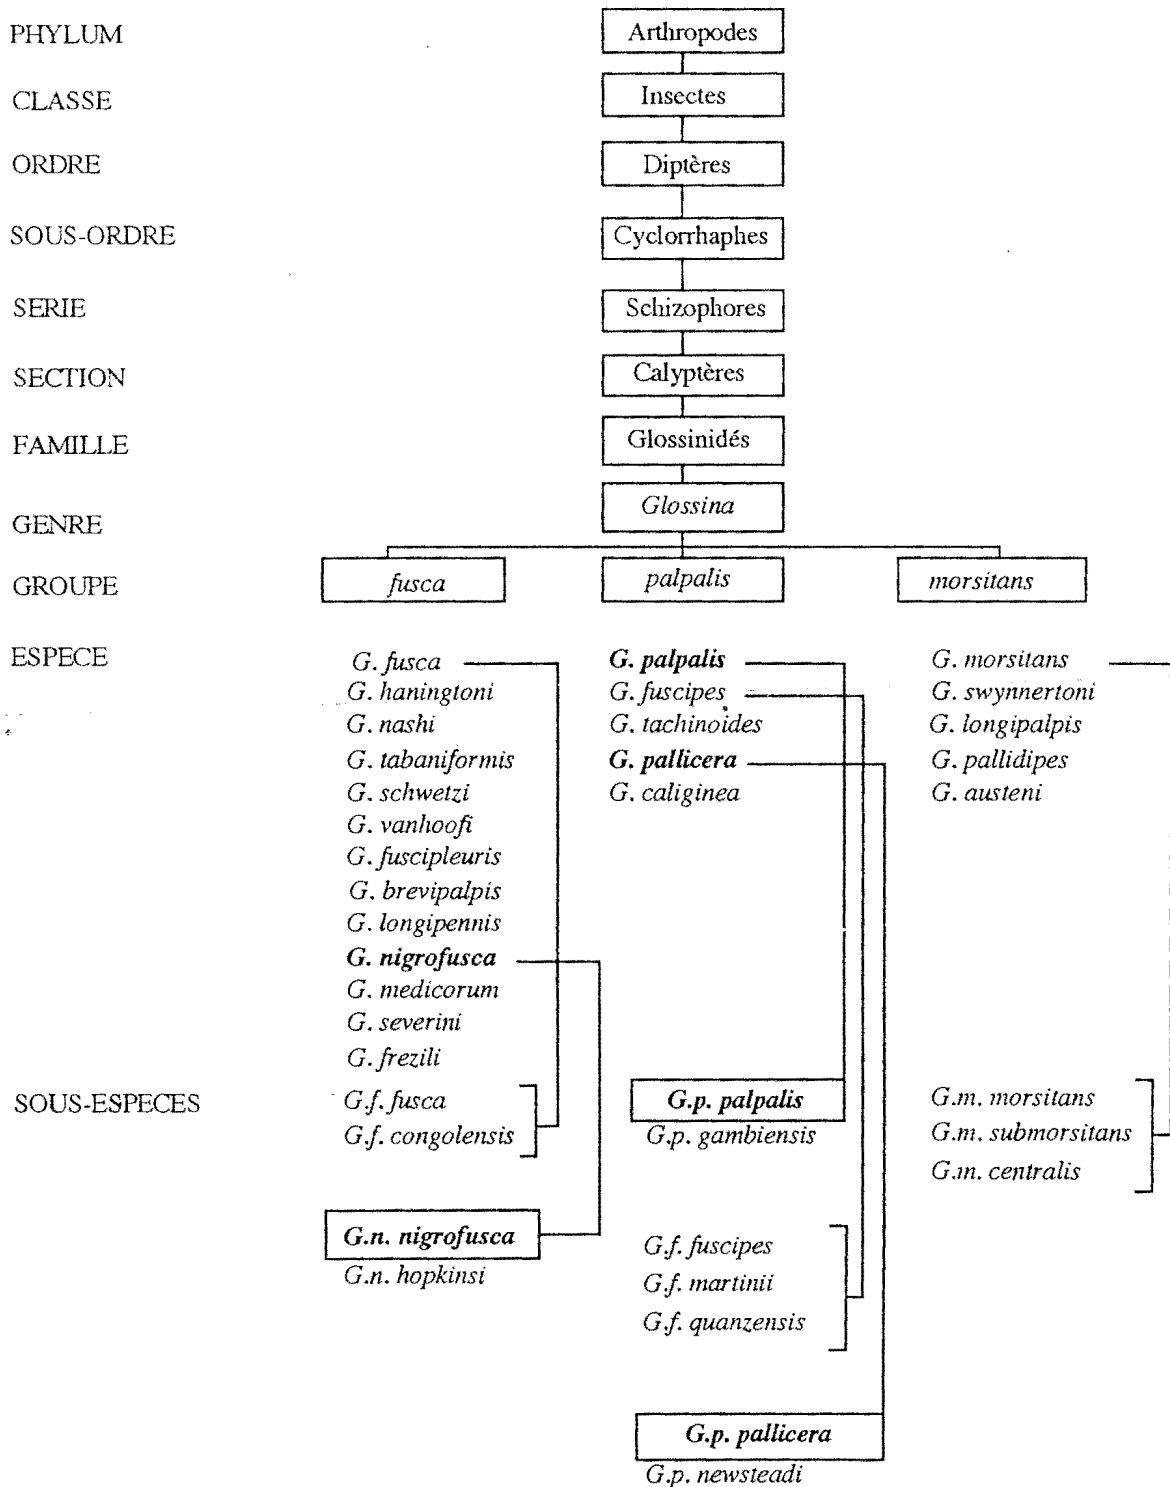 PHYLUM Arthropodes
CLASSE Insectes
ORDRE Diptères
SOUS-ORDRE Cyclorrhaphes
SERIE Schizophores
SECTION Calyptères
FAMILLE Glossinidés
GENRE Glossina
GROUPE fusca palpalis morsitans
ESPECE G. fusca G. palpalis G. morsitans
G. haningtoni G. fuscipes G. swynnertoni
G. nashi G. tachinoïdes G. longipalpis
G. tabaniformis G. pallicera G. pallidipes
G. schwetzi G. caliginea G. austeni
G. vanhoofi
G. fuscipleuris
G. brevipalpis
G. longipennis
G. nigrofusca
G. medicorum
G. severini
G. frezili
SOUS-ESPECES G.f. fusca G.p. palpalis G.m. morsitans
G.f. congolensis G.p. gambiensis G.m. submorsitans
G.m. centralis
G.n. nigrofusca G.f. fuscipes
G.n. hopkinsi G.f. martinii
G.f. quanzensis
G.p. pallicera
G.p. newsteadi